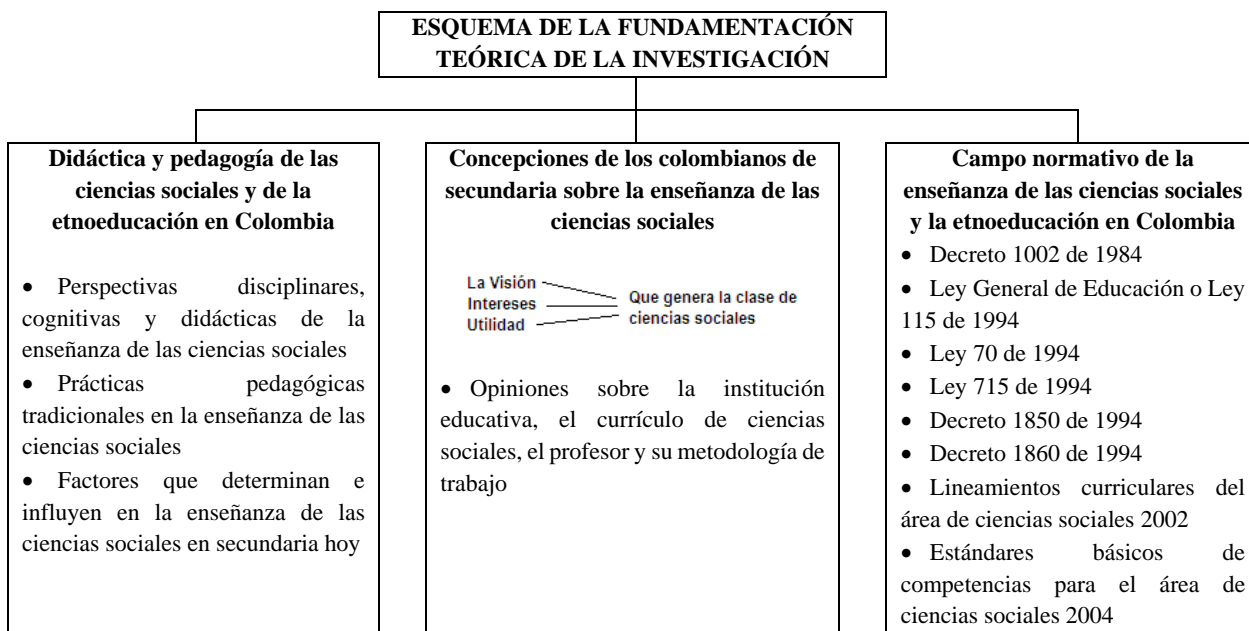 ESQUEMA DE LA FUNDAMENTACIÓN
TEÓRICA DE LA INVESTIGACIÓN
Didáctica y pedagogía de las
ciencias sociales y de la
etnoeducación en Colombia
• Perspectivas disciplinares,
cognitivas y didácticas de la
enseñanza de las ciencias sociales
• Prácticas pedagógicas
tradicionales en la enseñanza de las
ciencias sociales
• Factores que determinan e
influyen en la enseñanza de las
ciencias sociales en secundaria hoy
Concepciones de los colombianos de
secundaria sobre la enseñanza de las
ciencias sociales
La Visión
Intereses
Utilidad
Que genera la clase de
ciencias sociales
• Opiniones sobre la institución
educativa, el currículo de ciencias
sociales, el profesor y su metodología de
trabajo
Campo normativo de la
enseñanza de las ciencias sociales
y la etnoeducación en Colombia
• Decreto 1002 de 1984
• Ley General de Educación o Ley
115 de 1994
• Ley 70 de 1994
• Ley 715 de 1994
• Decreto 1850 de 1994
• Decreto 1860 de 1994
• Lineamientos curriculares del
área de ciencias sociales 2002
• Estándares básicos de
competencias para el área de
ciencias sociales 2004